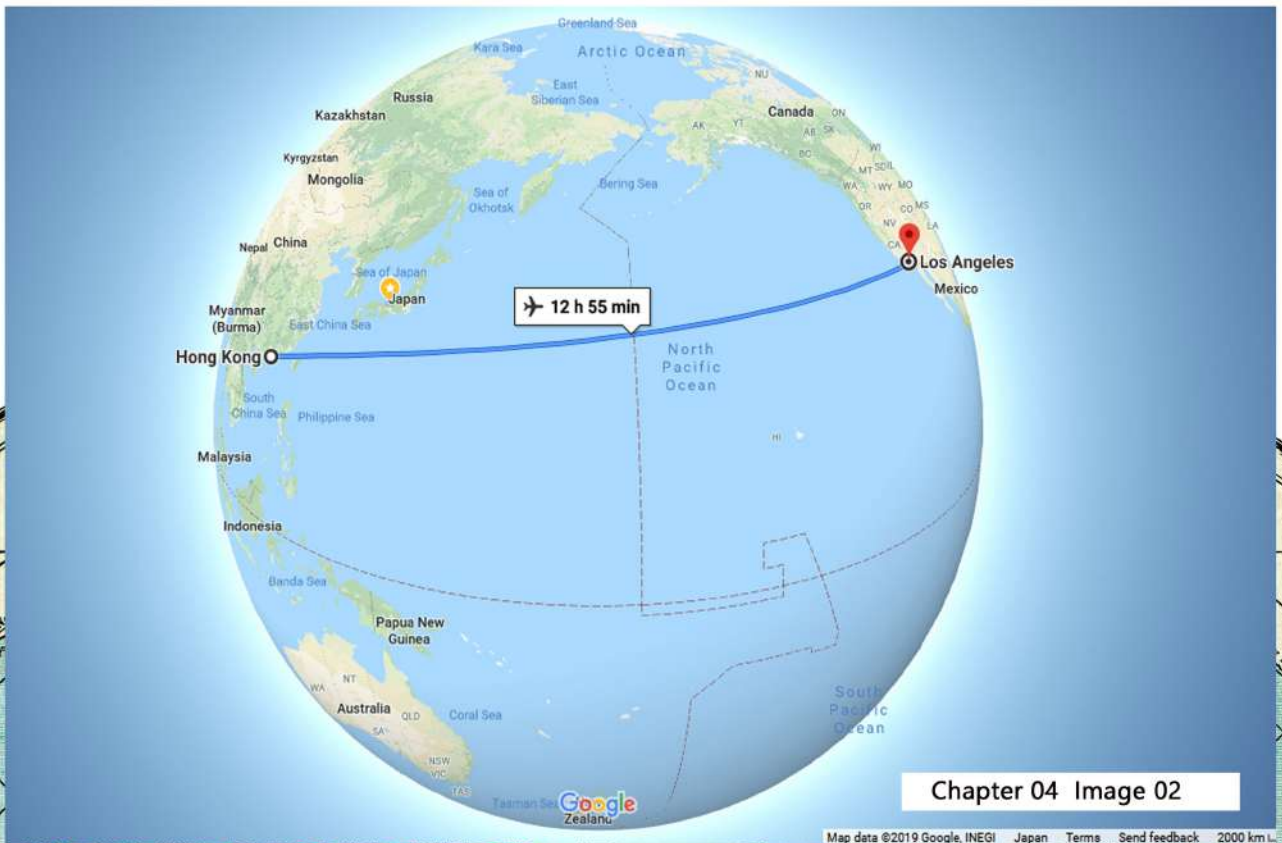 Greenland Sea
Kara Sea
Arctic Ocean
NU
East
Siberian Sea
Russia
Canada
ON
Kazakhstan
AK
YT
AB
SK
Kyrgyzstan
BC
WI
Mongolia
Bering Sea
MT
SD
IL
Sea of
Okhotsk
WA
WY
MO
OR
CO
MS
NV
LA
Nepal
China
CA
Sea of Japan
Los Angeles
Japan
Mexico
Myanmar
(Burma)
12 h 55 min
East China Sea
Hong Kong
North
Pacific
Ocean
South
China Sea
Philippine Sea
HI
Malaysia
Indonesia
Banda Sea
Papua New
Guinea
NT
WA
South
Pacific
Ocean
Australia
QLD
Coral Sea
SA
NSW
VIC
TAS
Tasman Sea
Google
Zealand
Chapter 04 Image 02
Map data ©2019 Google, INEGI Japan Terms Send feedback 2000 km